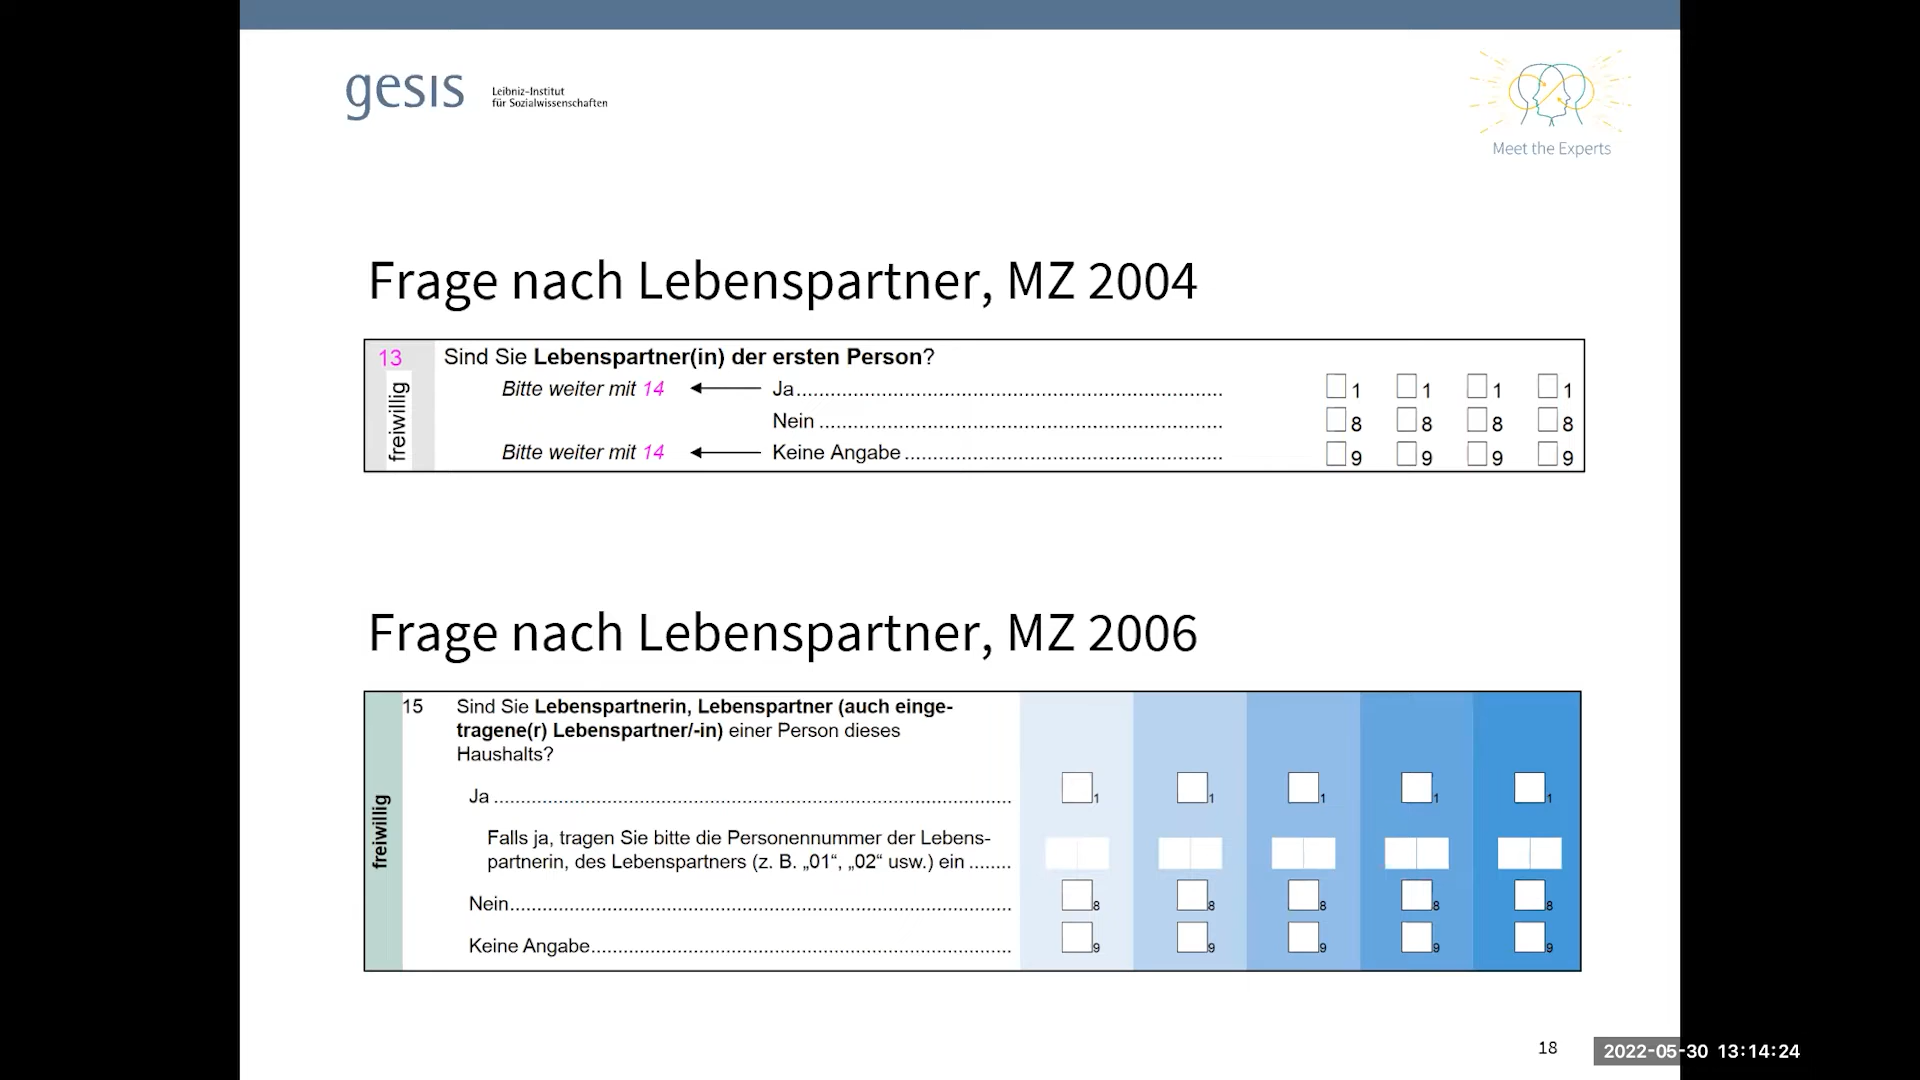 gesis
Leibniz-Institut
für Sozialwissenschaften
Meet the Experts
Frage nach Lebenspartner, MZ 2004
13 Sind Sie Lebenspartner(in) der ersten Person?
freiwillig
Bitte weiter mit 14 Ja 1 1 1 1
Nein 8 8 8 8
Bitte weiter mit 14 Keine Angabe 9 9 9 9
Frage nach Lebenspartner, MZ 2006
15 Sind Sie Lebenspartnerin, Lebenspartner (auch einge-
tragene(r) Lebenspartner/-in) einer Person dieses
Haushalts?
freiwillig
Ja 1 1 1 1 1
Falls ja, tragen Sie bitte die Personennummer der Lebens-
partnerin, des Lebenspartners (z. B. „01“, „02“ usw.) ein
Nein 8 8 8 8 8
Keine Angabe 9 9 9 9 9
18
2022-05-30 13:14:24